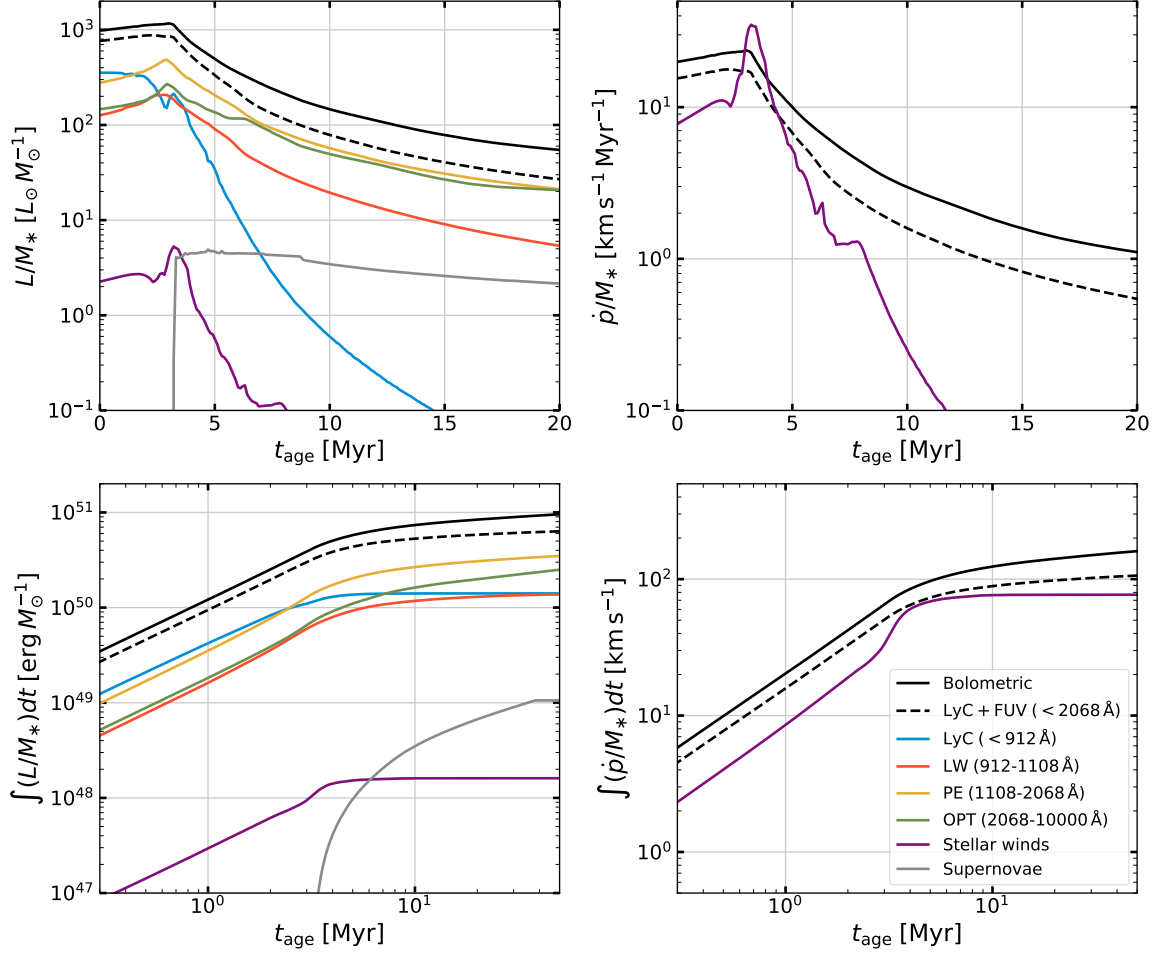 10³
10²
10¹
10⁰
10⁻¹
L/M∗ [L⊙ M⊙⁻¹]
0 5 10 15 20
t_age [Myr]
10¹
10⁰
10⁻¹
ṗ/M∗ [km s⁻¹ Myr⁻¹]
0 5 10 15 20
t_age [Myr]
10⁵¹
10⁵⁰
10⁴⁹
10⁴⁸
10⁴⁷
∫(L/M∗)dt [erg M⊙⁻¹]
10⁰ 10¹
t_age [Myr]
10²
10¹
10⁰
∫(ṗ/M∗)dt [km s⁻¹]
Bolometric
LyC + FUV (< 2068 Å)
LyC (< 912 Å)
LW (912-1108 Å)
PE (1108-2068 Å)
OPT (2068-10000 Å)
Stellar winds
Supernovae
10⁰ 10¹
t_age [Myr]